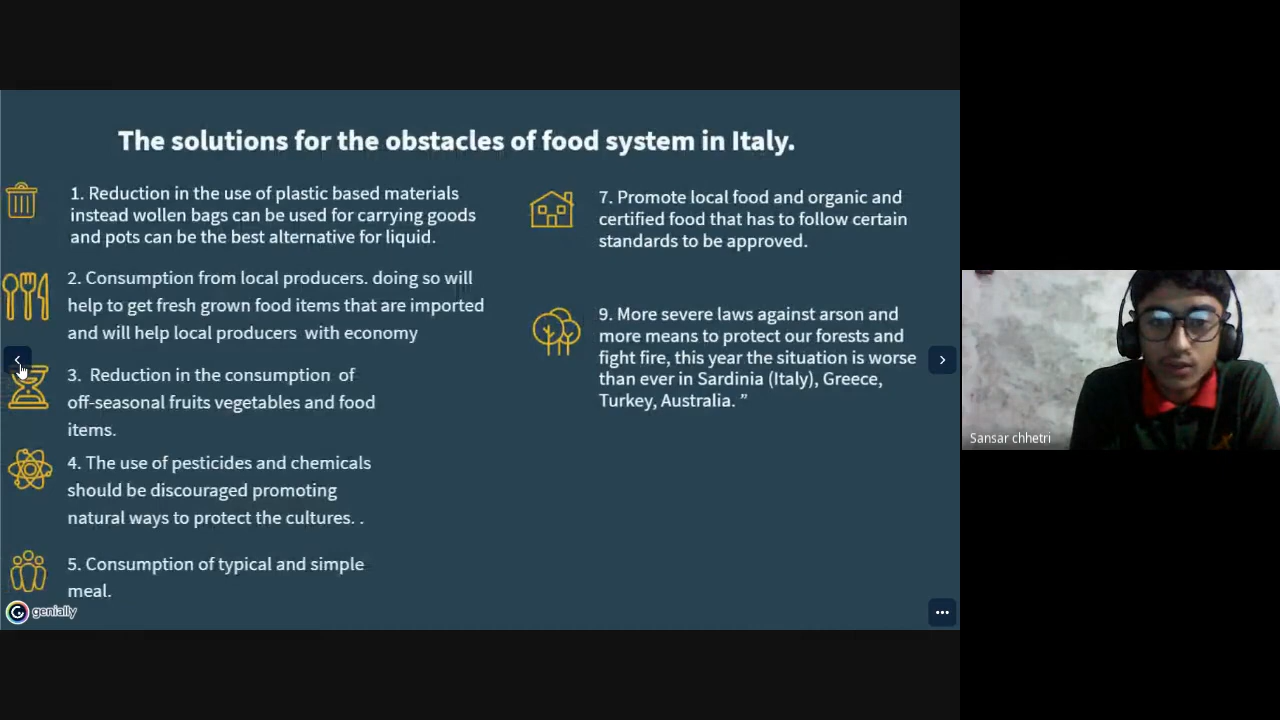 The solutions for the obstacles of food system in Italy.
1. Reduction in the use of plastic based materials
instead wollen bags can be used for carrying goods
and pots can be the best alternative for liquid.
2. Consumption from local producers. doing so will
help to get fresh grown food items that are imported
and will help local producers with economy
3. Reduction in the consumption of
off-seasonal fruits vegetables and food
items.
4. The use of pesticides and chemicals
should be discouraged promoting
natural ways to protect the cultures. .
5. Consumption of typical and simple
meal.
7. Promote local food and organic and
certified food that has to follow certain
standards to be approved.
9. More severe laws against arson and
more means to protect our forests and
fight fire, this year the situation is worse
than ever in Sardinia (Italy), Greece,
Turkey, Australia. ”
genially
Sansar chhetri